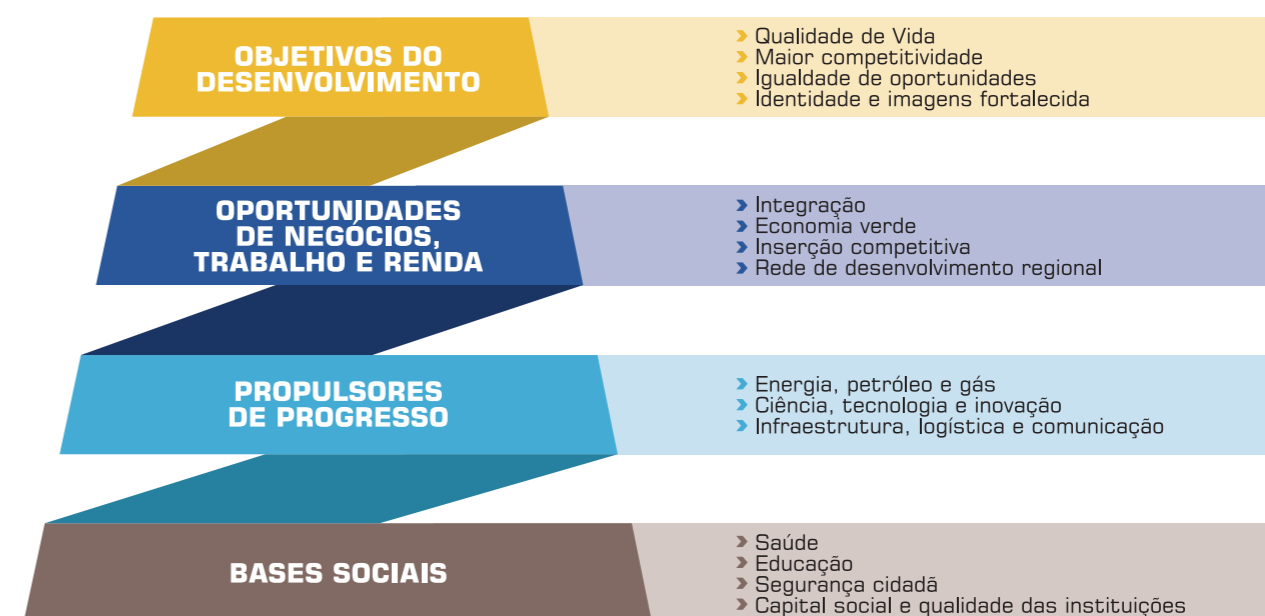 OBJETIVOS DO
DESENVOLVIMENTO
Qualidade de Vida
Maior competitividade
Igualdade de oportunidades
Identidade e imagens fortalecida
OPORTUNIDADES
DE NEGÓCIOS,
TRABALHO E RENDA
Integração
Economia verde
Inserção competitiva
Rede de desenvolvimento regional
PROPULSORES
DE PROGRESSO
Energia, petróleo e gás
Ciência, tecnologia e inovação
Infraestrutura, logística e comunicação
BASES SOCIAIS
Saúde
Educação
Segurança cidadã
Capital social e qualidade das instituições